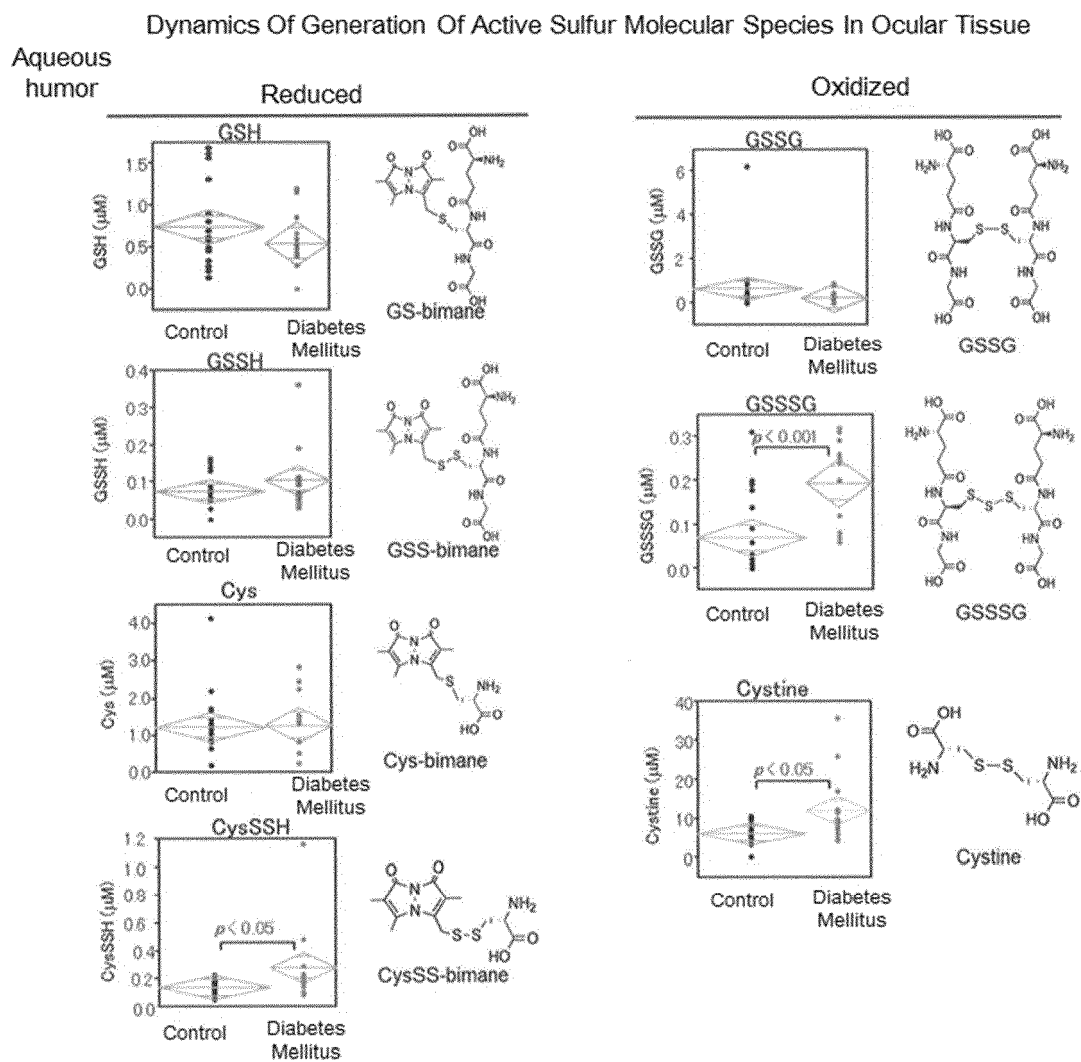 Dynamics Of Generation Of Active Sulfur Molecular Species In Ocular Tissue
Aqueous
humor
Reduced
GSH
GSH (μM)
1.5
1.0
0.5
0.0
Control
Diabetes
Mellitus
GS-bimane
GSSH
GSSH (μM)
0.4
0.3
0.2
0.1
0.0
Control
Diabetes
Mellitus
GSS-bimane
Cys
Cys (μM)
4.0
3.0
2.0
1.0
0.0
Control
Diabetes
Mellitus
Cys-bimane
CysSSH
CysSSH (μM)
1.2
1.0
0.8
0.6
0.4
0.2
0.0
p<0.05
Control
Diabetes
Mellitus
CysSS-bimane
Oxidized
GSSG
GSSG (μM)
6
4
2
0
Control
Diabetes
Mellitus
GSSG
GSSSG
GSSSG (μM)
0.3
0.2
0.1
0.0
p<0.001
Control
Diabetes
Mellitus
GSSSG
Cystine
Cystine (μM)
40
30
20
10
0
p<0.05
Control
Diabetes
Mellitus
Cystine